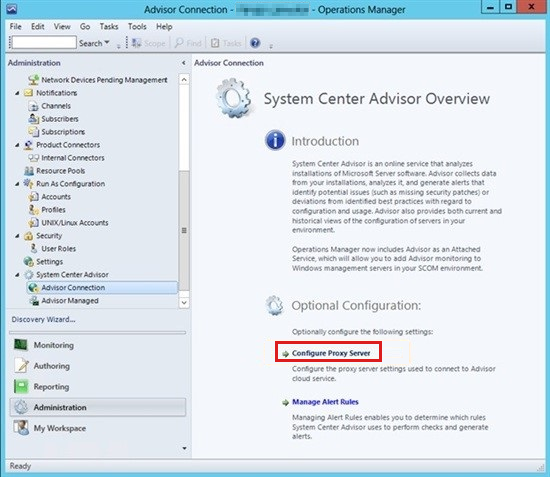 Advisor Connection - - Operations Manager
File Edit View Go Tasks Tools Help
Search Scope Find Tasks
Administration
Network Devices Pending Management
Notifications
Channels
Subscribers
Subscriptions
Product Connectors
Internal Connectors
Resource Pools
Run As Configuration
Accounts
Profiles
UNIX/Linux Accounts
Security
User Roles
Settings
System Center Advisor
Advisor Connection
Advisor Managed
Discovery Wizard...
Monitoring
Authoring
Reporting
Administration
My Workspace
Advisor Connection
System Center Advisor Overview
Introduction
System Center Advisor is an online service that analyzes
installations of Microsoft Server software. Advisor collects
data from your installations, analyzes it, and generate alerts that
identify potential issues (such as missing security patches) or
deviations from identified best practices with regard to
configuration and usage. Advisor also provides both current and
historical views of the configuration of servers in your
environment.
Operations Manager now includes Advisor as an Attached
Service, which will allow you to add Advisor monitoring to
Windows management servers in your SCOM environment.
Optional Configuration:
Optionally configure the following settings:
Configure Proxy Server
Configure the proxy server settings used to connect to Advisor
cloud service.
Manage Alert Rules
Managing Alert Rules enables you to determine which rules
System Center Advisor uses to perform checks and generate
alerts.
Ready